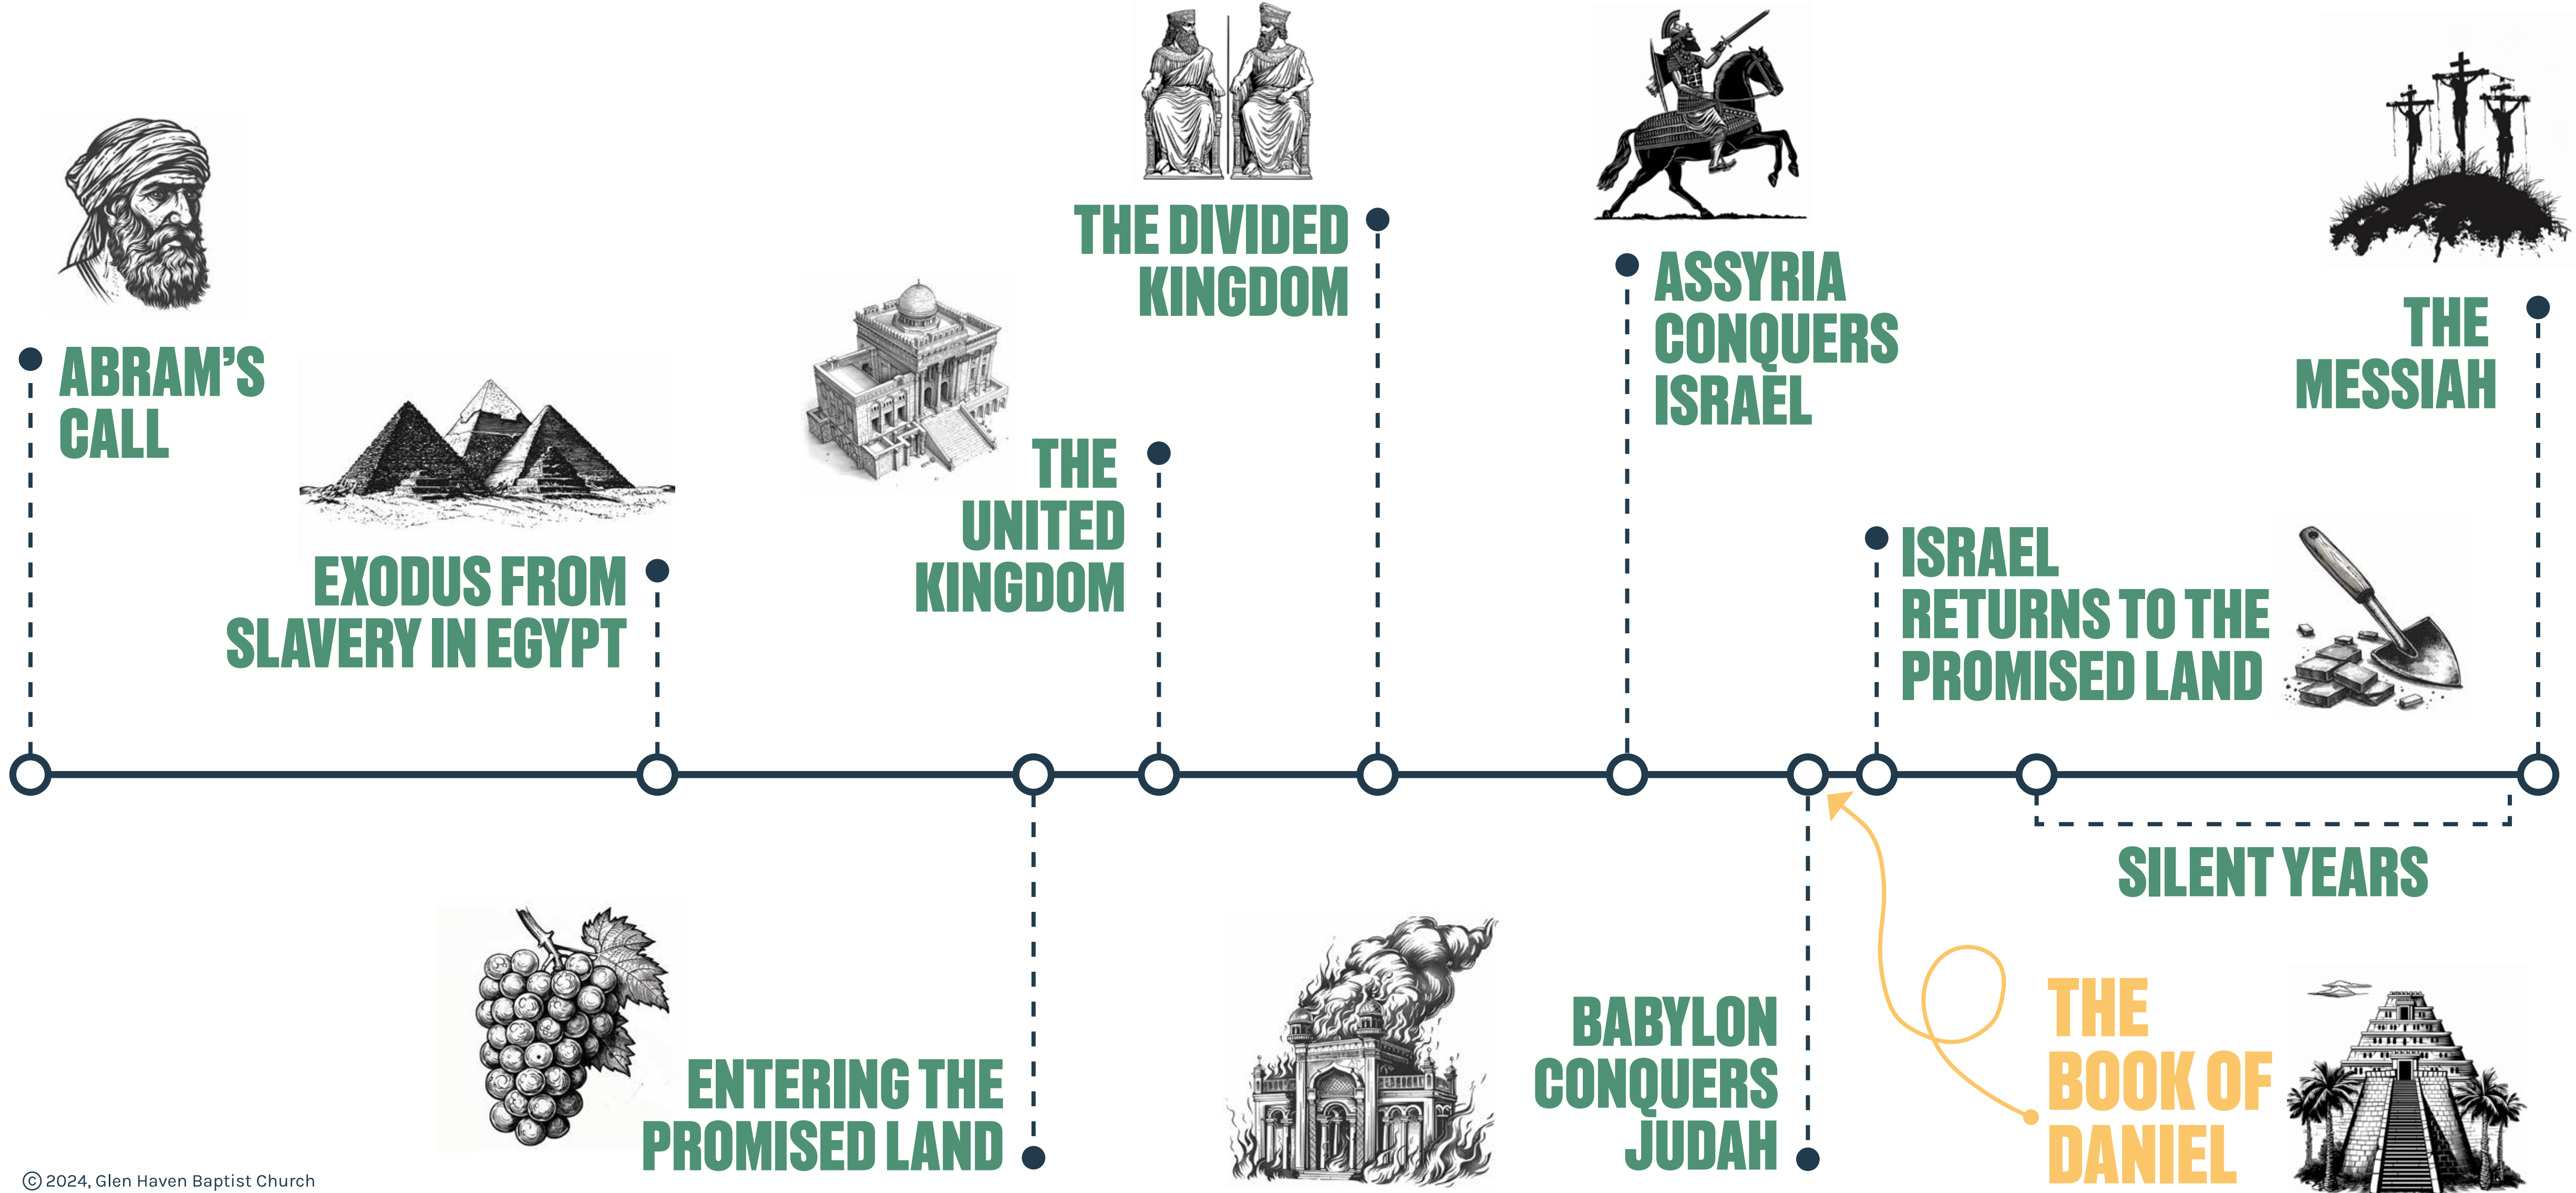 ABRAM'S
CALL
EXODUS FROM
SLAVERY IN EGYPT
ENTERING THE
PROMISED LAND
THE
UNITED
KINGDOM
THE DIVIDED
KINGDOM
ASSYRIA
CONQUERS
ISRAEL
BABYLON
CONQUERS
JUDAH
ISRAEL
RETURNS TO THE
PROMISED LAND
THE
BOOK OF
DANIEL
SILENT YEARS
THE
MESSIAH
© 2024, Glen Haven Baptist Church